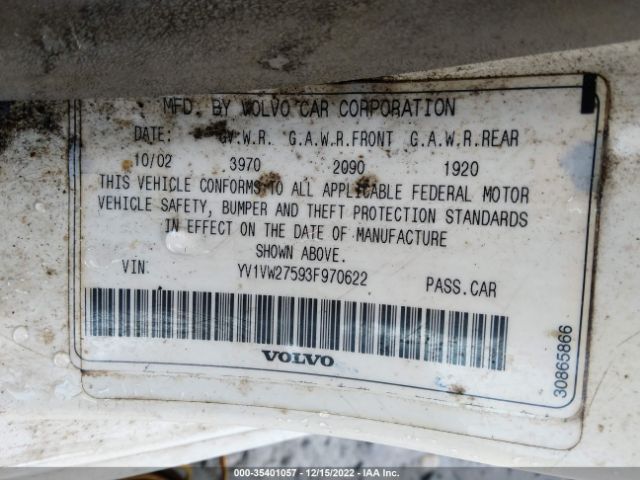 MFD. BY VOLVO CAR CORPORATION
DATE: G.V.W.R. G.A.W.R.FRONT G.A.W.R.REAR
10/02 3970 2090 1920
THIS VEHICLE CONFORMS TO ALL APPLICABLE FEDERAL MOTOR
VEHICLE SAFETY, BUMPER AND THEFT PROTECTION STANDARDS
IN EFFECT ON THE DATE OF MANUFACTURE
SHOWN ABOVE.
VIN: YV1VW27593F970622 PASS.CAR
VOLVO
30865866
000-35401057 - 12/15/2022 - IAA Inc.